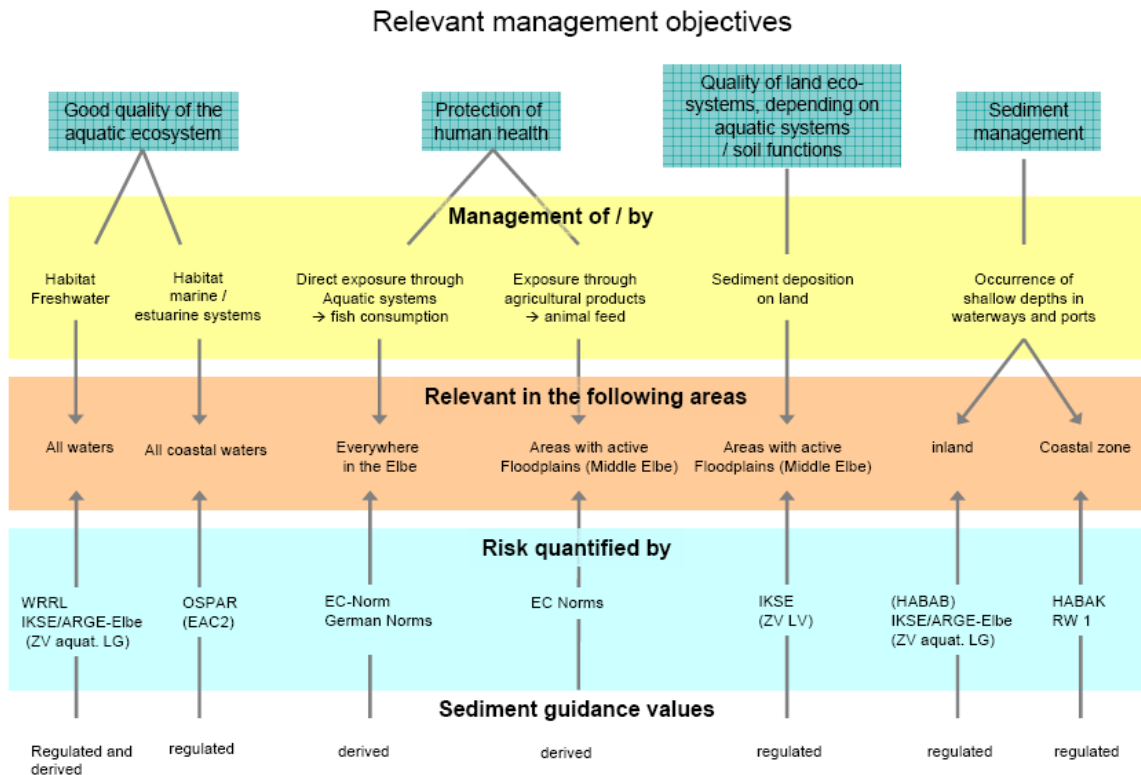 Relevant management objectives
Good quality of the
aquatic ecosystem
Protection of
human health
Quality of land eco-
systems, depending on
aquatic systems
/ soil functions
Sediment
management
Management of / by
Habitat
Freshwater
Habitat
marine /
estuarine systems
Direct exposure through
Aquatic systems
→ fish consumption
Exposure through
agricultural products
→ animal feed
Sediment deposition
on land
Occurrence of
shallow depths in
waterways and ports
Relevant in the following areas
All waters
All coastal waters
Everywhere
in the Elbe
Areas with active
Floodplains (Middle Elbe)
Areas with active
Floodplains (Middle Elbe)
inland
Coastal zone
Risk quantified by
WRRL
IKSE/ARGE-Elbe
(ZV aquat. LG)
OSPAR
(EAC2)
EC-Norm
German Norms
EC Norms
IKSE
(ZV LV)
(HABAB)
IKSE/ARGE-Elbe
(ZV aquat. LG)
HABAK
RW 1
Sediment guidance values
Regulated and
derived
regulated
derived
derived
regulated
regulated
regulated